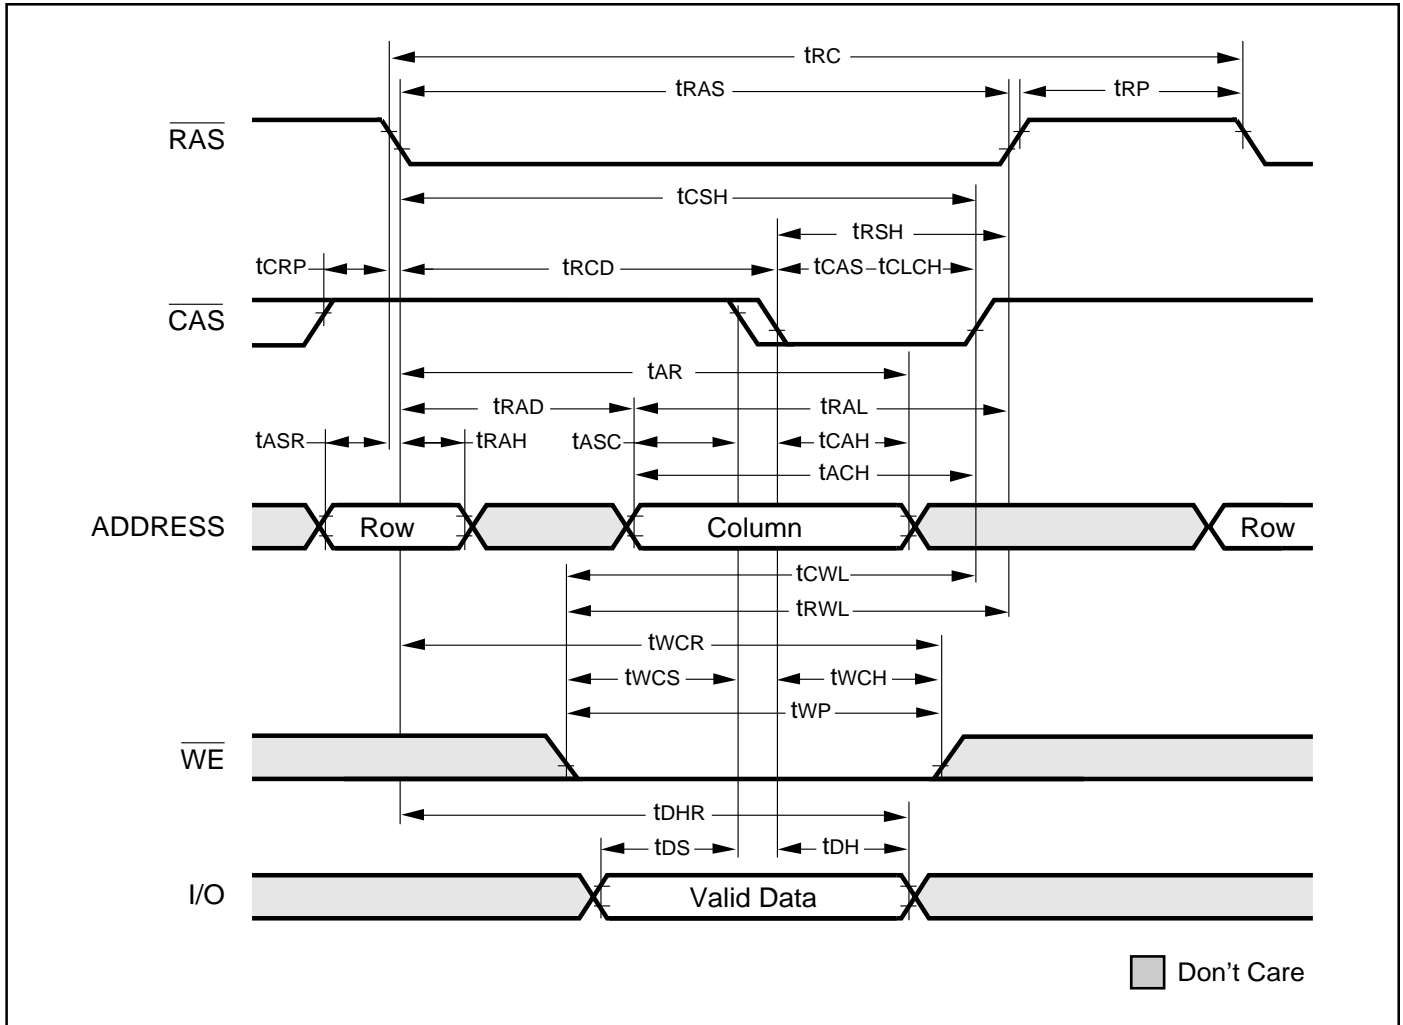 tRC
tRAS
tRP
RAS
tCSH
tRSH
tCRP
tRCD
tCAS
tCLCH
CAS
tAR
tRAD
tRAL
tASR
tRAH
tASC
tCAH
tACH
ADDRESS
Row
Column
Row
tCWL
tRWL
tWCR
tWCS
tWCH
tWP
WE
tDHR
tDS
tDH
I/O
Valid Data
Don't Care